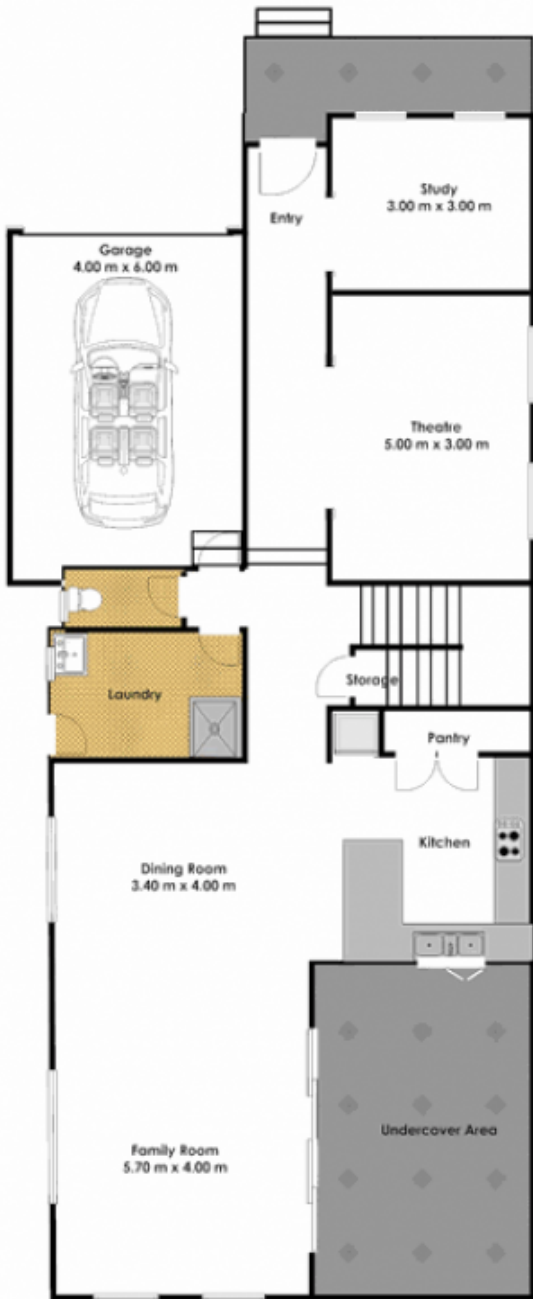 Study
3.00 m x 3.00 m
Entry
Garage
4.00 m x 6.00 m
Theatre
5.00 m x 3.00 m
Storage
Laundry
Pantry
Kitchen
Dining Room
3.40 m x 4.00 m
Undercover Area
Family Room
5.70 m x 4.00 m